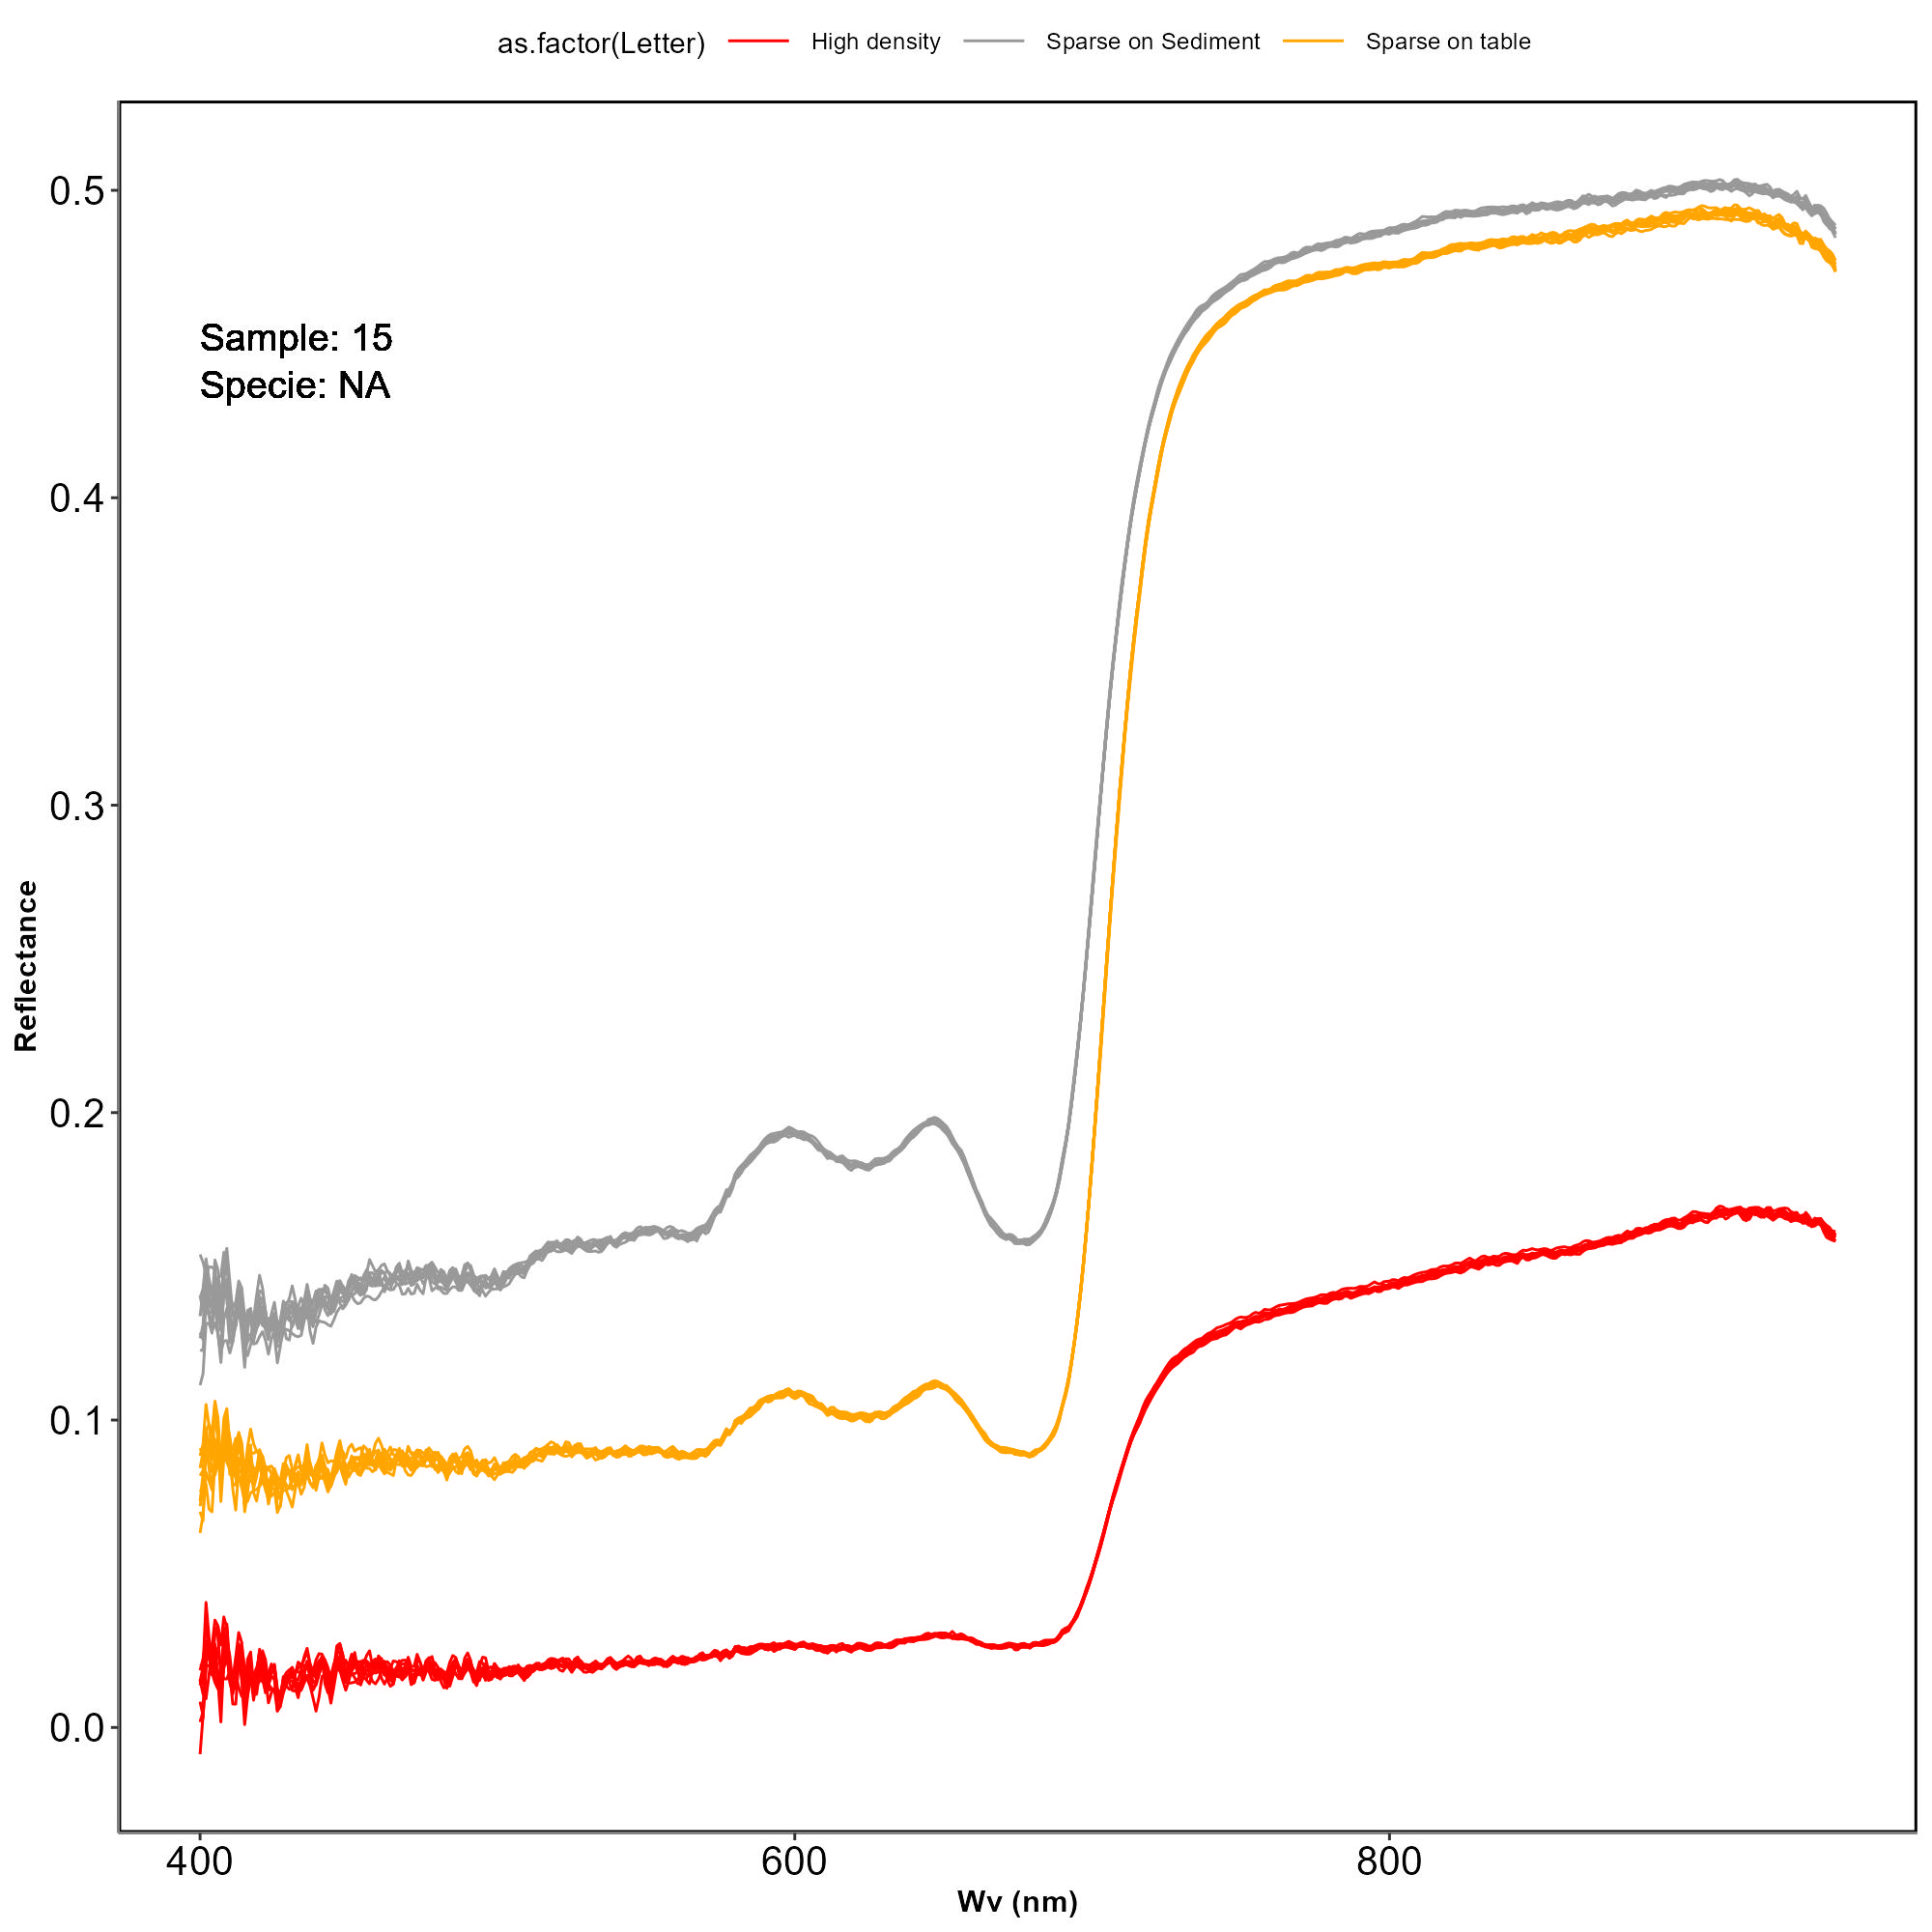 as.factor(Letter) High density Sparse on Sediment Sparse on table
0.5
Sample: 15
Specie: NA
0.4
0.3
Reflectance
0.2
0.1
0.0
400 600 800
Wv (nm)